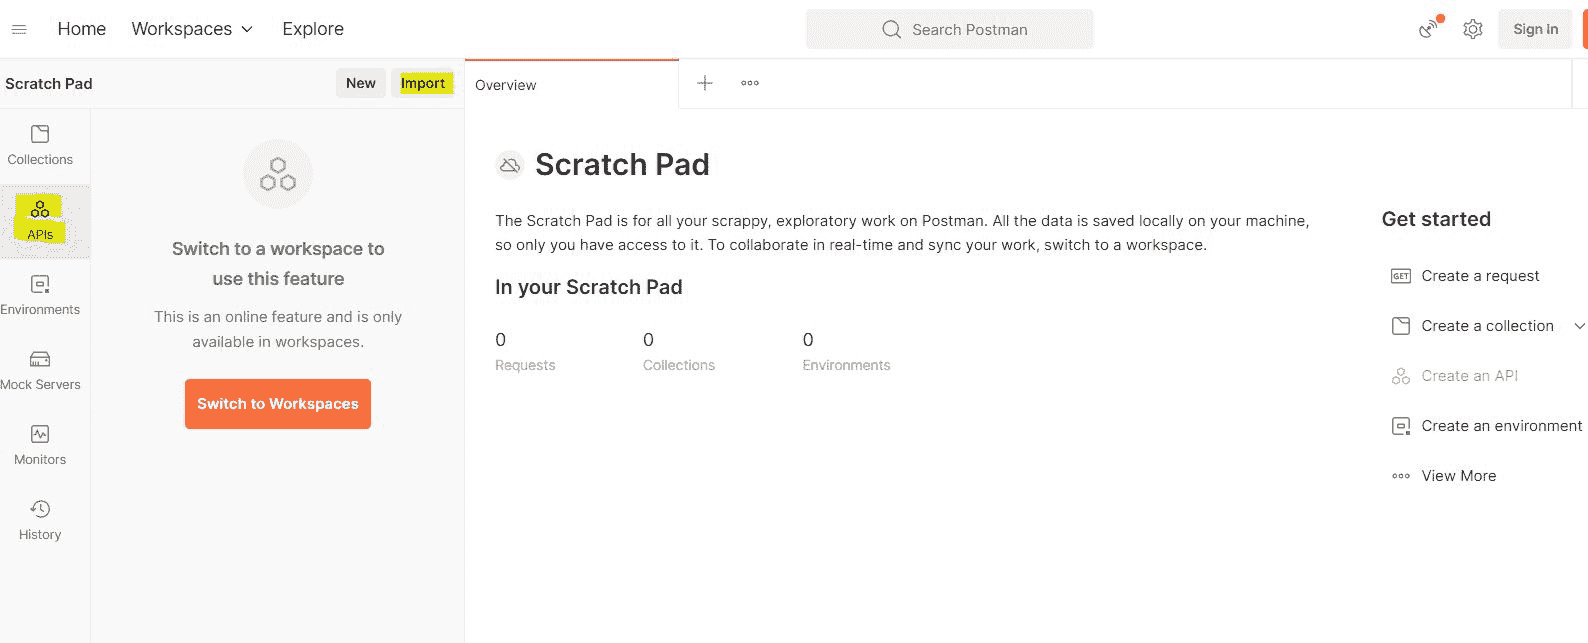 Home Workspaces Explore Search Postman Sign in
Scratch Pad New Import
Overview
Collections
APIs
Environments
Mock Servers
Monitors
History
Switch to a workspace to
use this feature
This is an online feature and is only
available in workspaces.
Switch to Workspaces
Scratch Pad
The Scratch Pad is for all your scrappy, exploratory work on Postman. All the data is saved locally on your machine,
so only you have access to it. To collaborate in real-time and sync your work, switch to a workspace.
In your Scratch Pad
0 0 0
Requests Collections Environments
Get started
GET Create a request
Create a collection
Create an API
Create an environment
View More